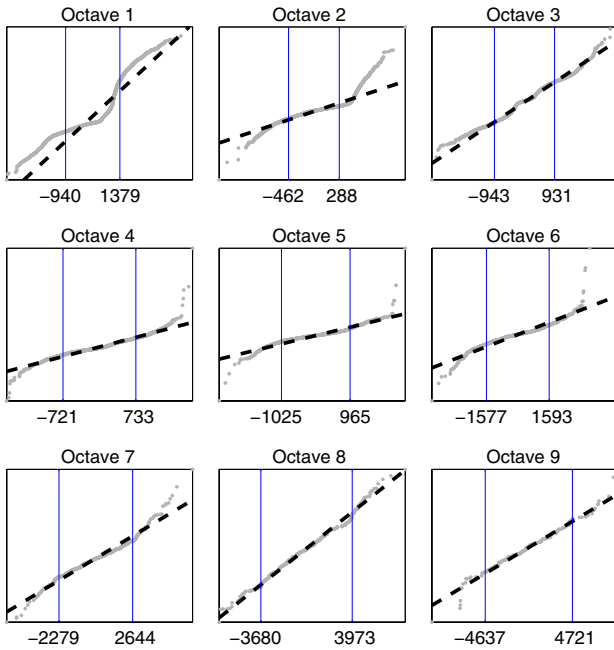 Octave 1
Octave 2
Octave 3
−940 1379
−462 288
−943 931
Octave 4
Octave 5
Octave 6
−721 733
−1025 965
−1577 1593
Octave 7
Octave 8
Octave 9
−2279 2644
−3680 3973
−4637 4721